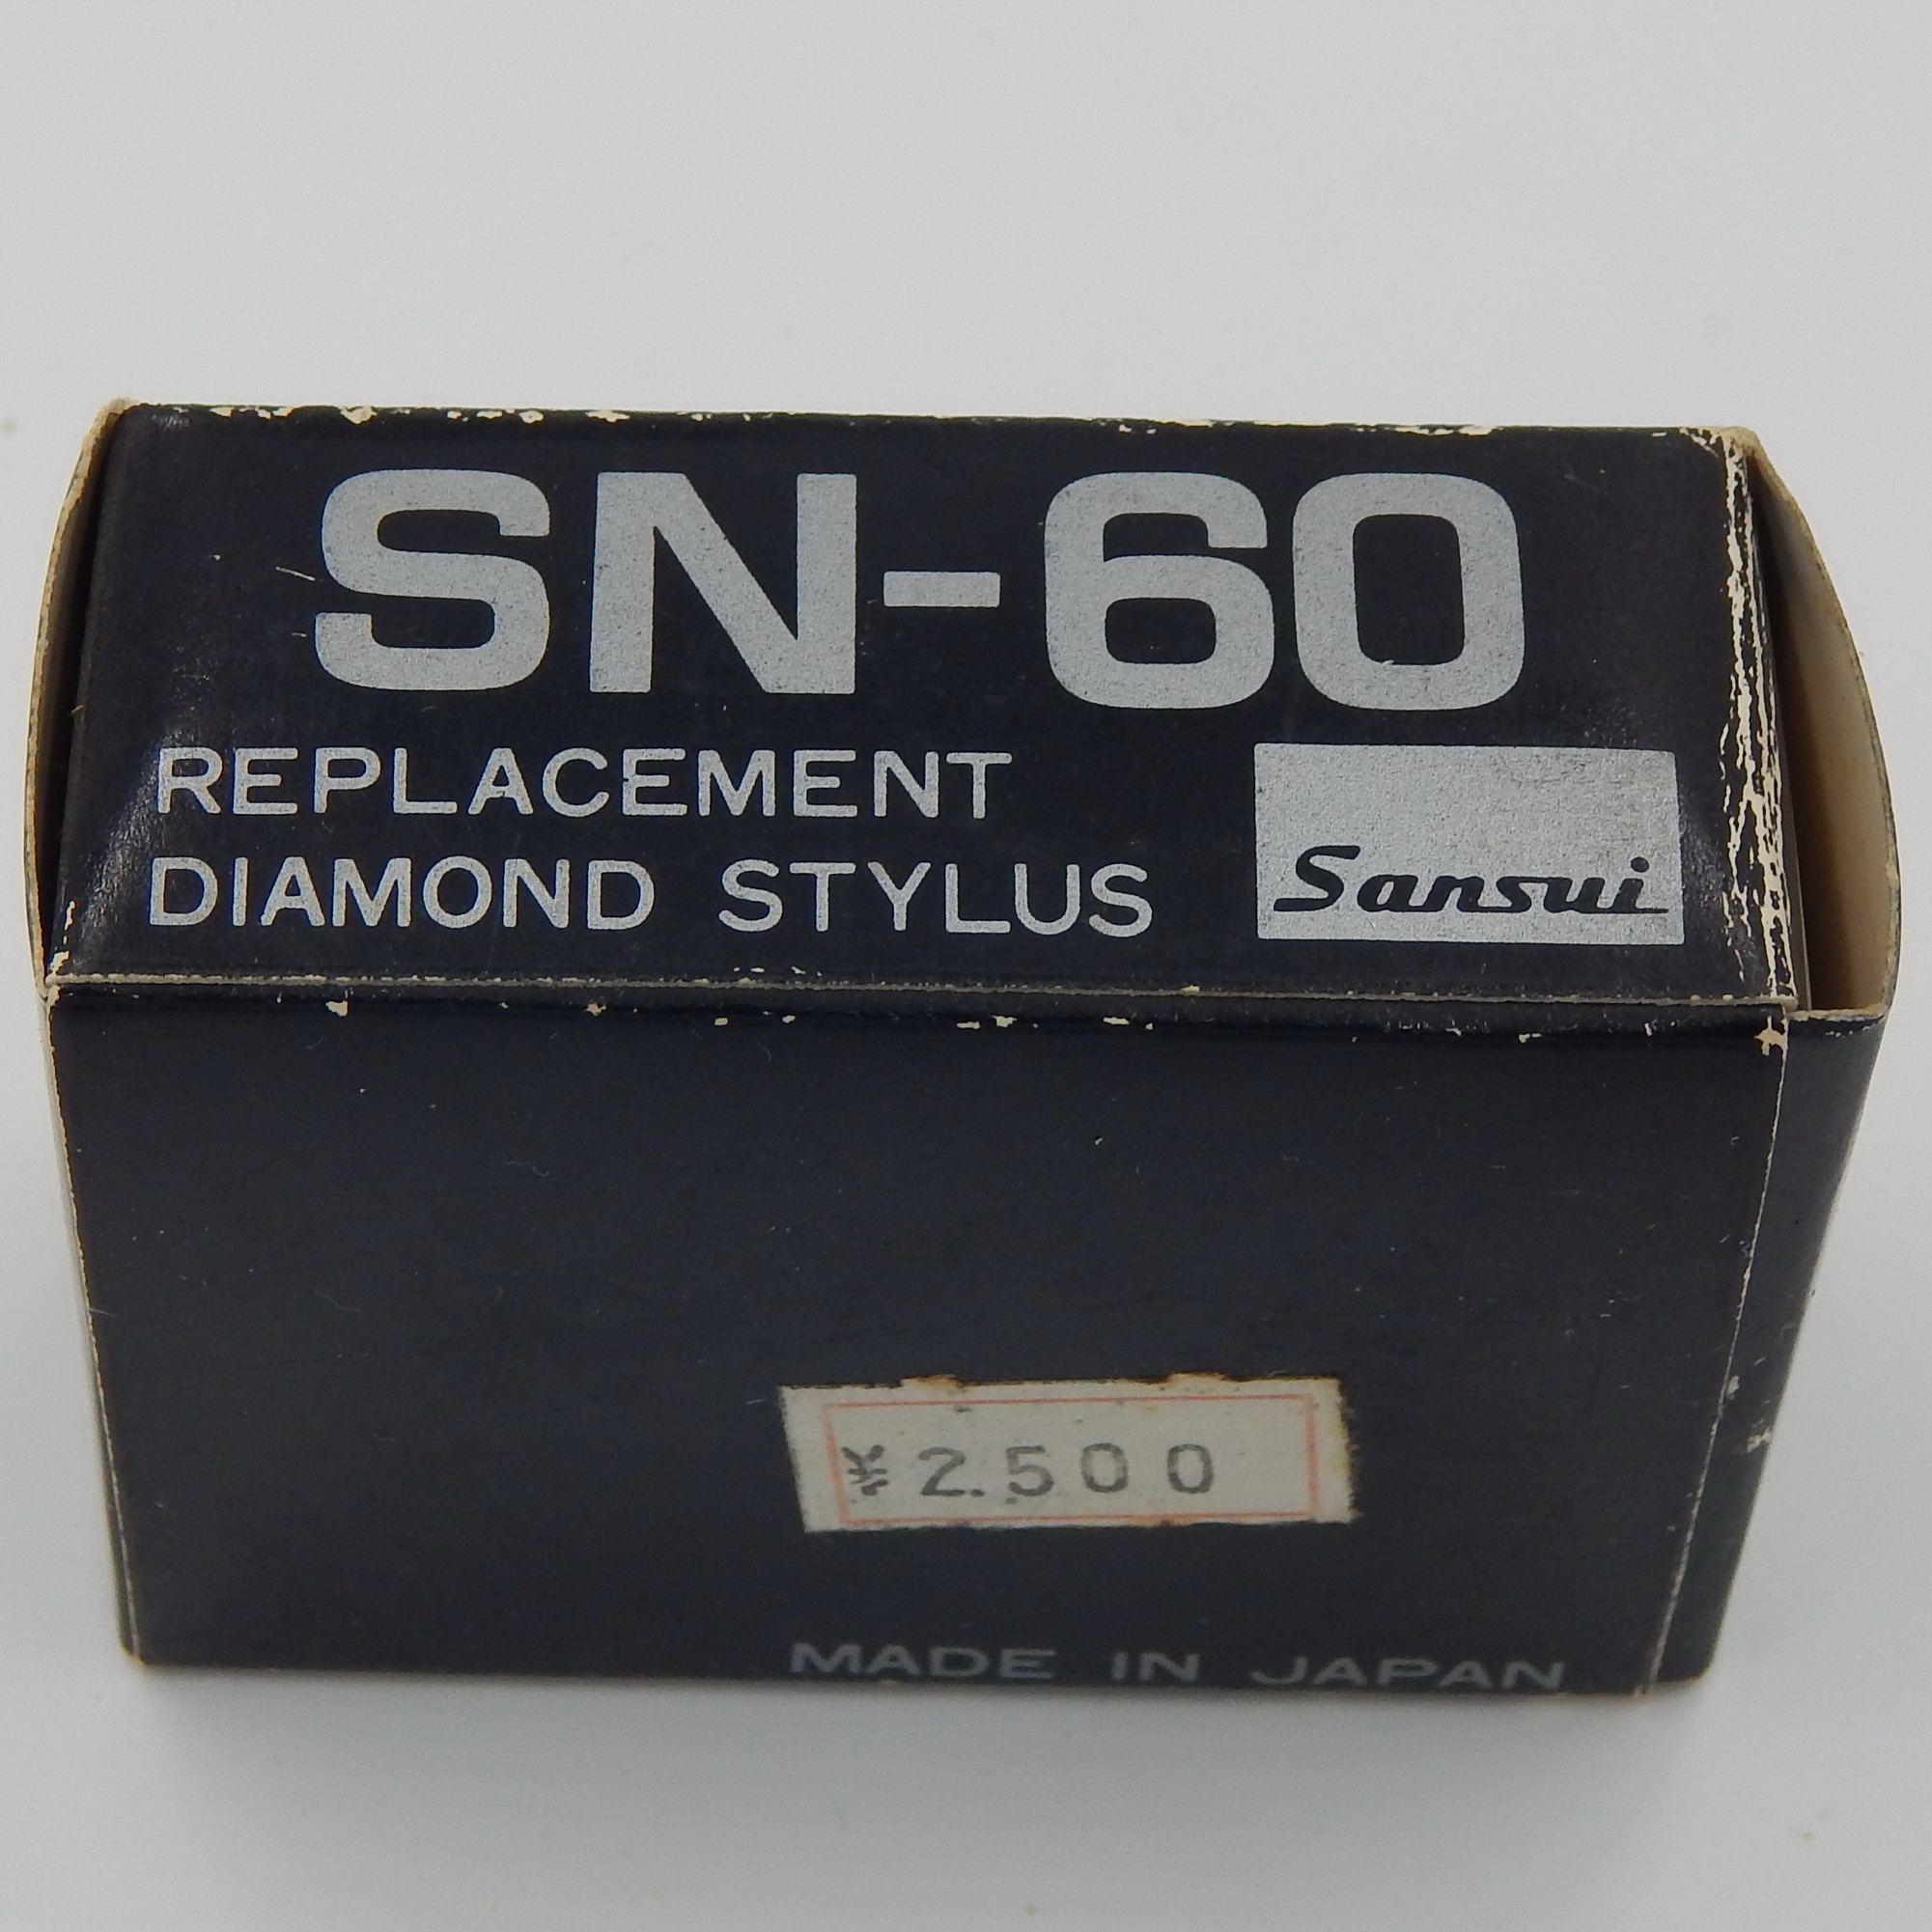 SN-60
REPLACEMENT
DIAMOND STYLUS
Sansui
¥2.500
MADE IN JAPAN